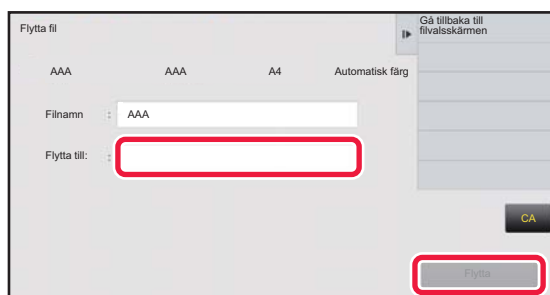 Flytta fil
Gå tillbaka till
filvalsskärmen
AAA AAA A4 Automatisk färg
Filnamn : AAA
Flytta till: :
CA
Flytta